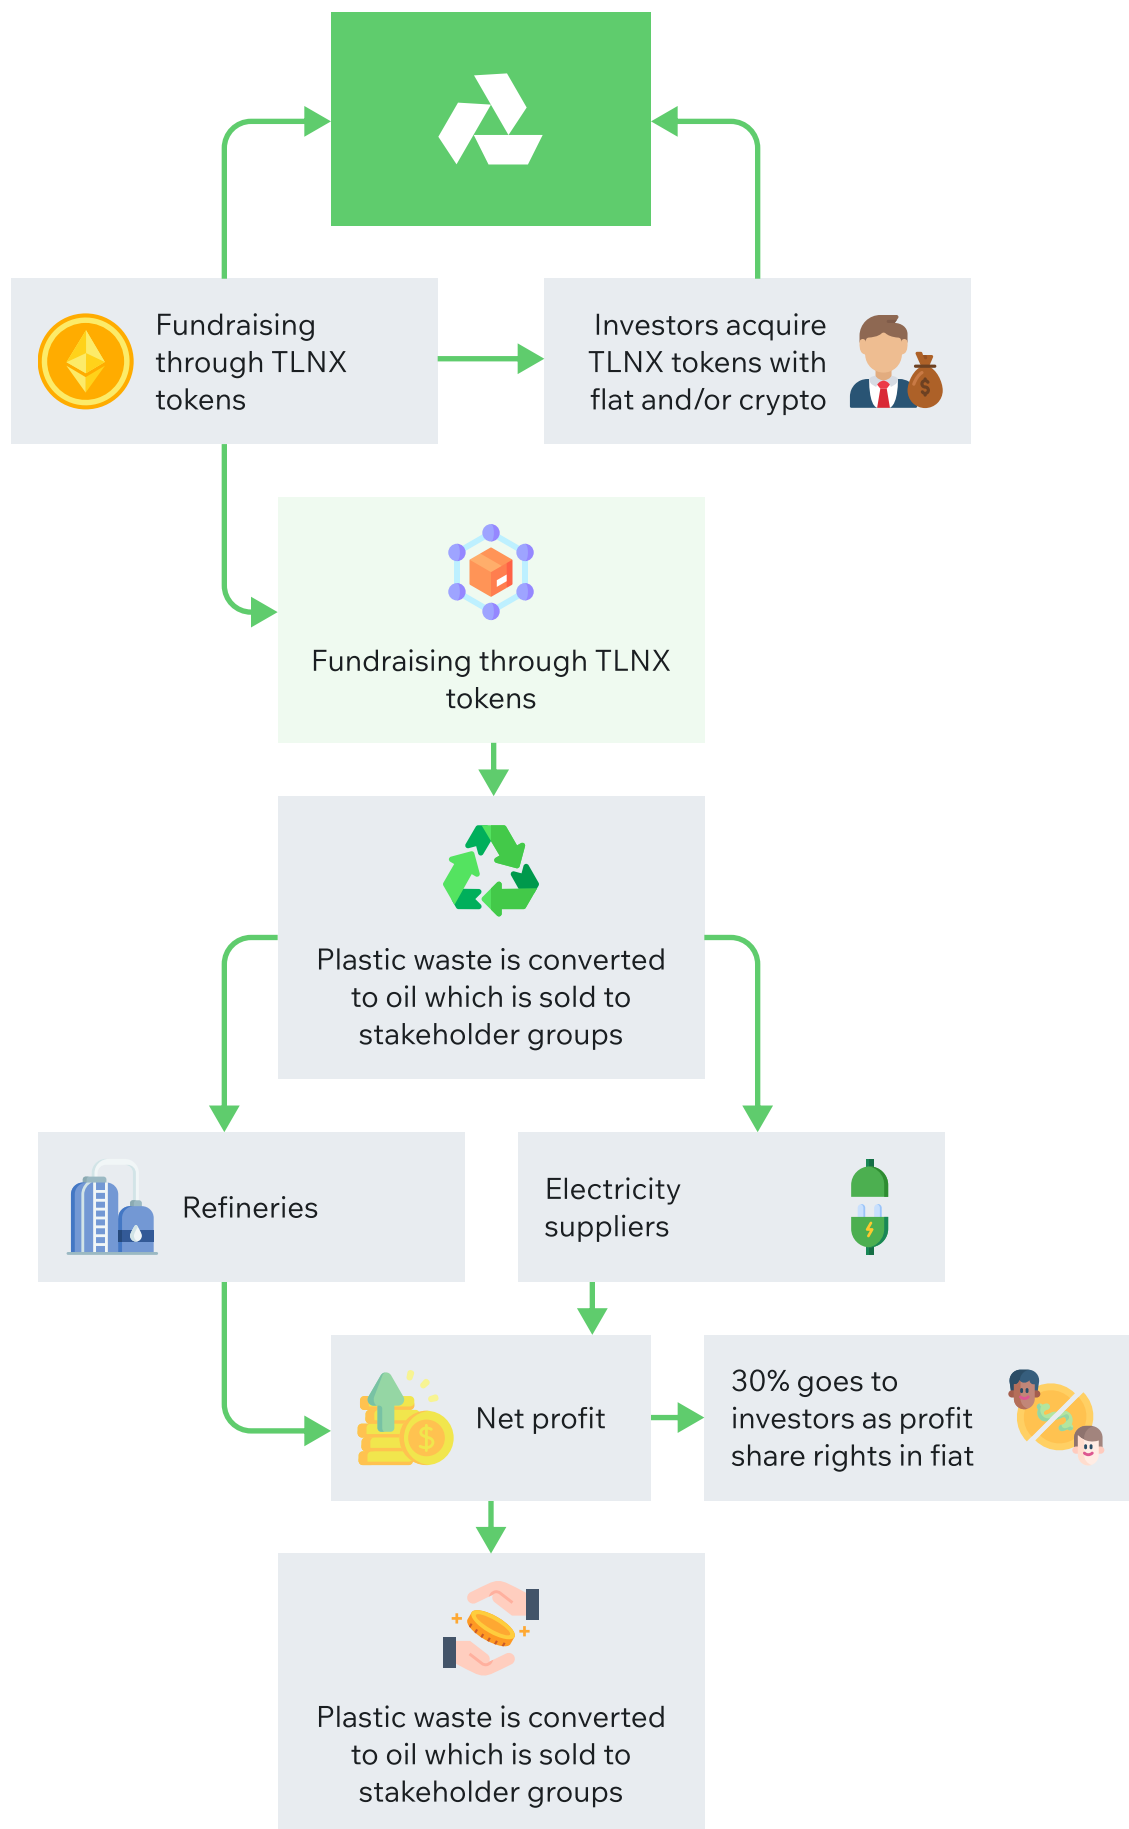 Fundraising
through TLNX
tokens
Investors acquire
TLNX tokens with
flat and/or crypto
Fundraising through TLNX
tokens
Plastic waste is converted
to oil which is sold to
stakeholder groups
Refineries
Electricity
suppliers
Net profit
30% goes to
investors as profit
share rights in fiat
Plastic waste is converted
to oil which is sold to
stakeholder groups